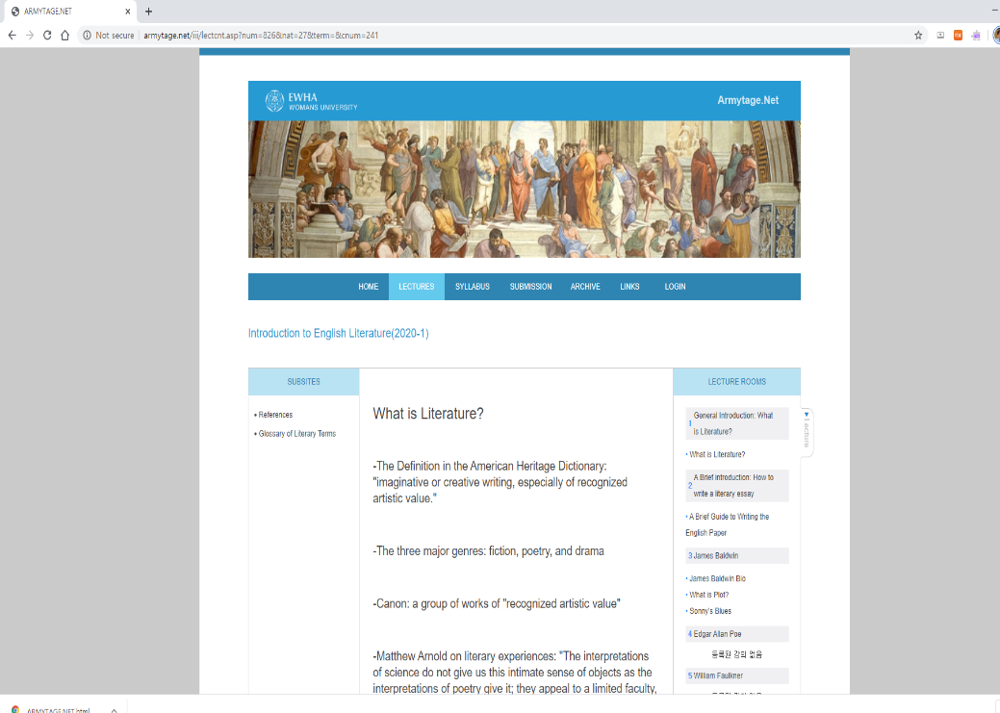 ARMYTAGE.NET
Not secure
armytage.net/iii/lectcnt.asp?num=826&nat=27&term=&cnum=241
EWHA
WOMANS UNIVERSITY
Armytage.Net
HOME
LECTURES
SYLLABUS
SUBMISSION
ARCHIVE
LINKS
LOGIN
Introduction to English Literature(2020-1)
SUBSITES
• References
• Glossary of Literary Terms
What is Literature?
-The Definition in the American Heritage Dictionary:
"imaginative or creative writing, especially of recognized
artistic value."
-The three major genres: fiction, poetry, and drama
-Canon: a group of works of "recognized artistic value"
-Matthew Arnold on literary experiences: "The interpretations
of science do not give us this intimate sense of objects as the
interpretations of poetry give it; they appeal to a limited faculty,
LECTURE ROOMS
1 General Introduction: What
is Literature?
• What is Literature?
2 A Brief introduction: How to
write a literary essay
• A Brief Guide to Writing the
English Paper
3 James Baldwin
• James Baldwin Bio
• What is Plot?
• Sonny's Blues
4 Edgar Allan Poe
등록된 강의 없음
5 William Faulkner
Lecture
ARMYTAGE.NET.html